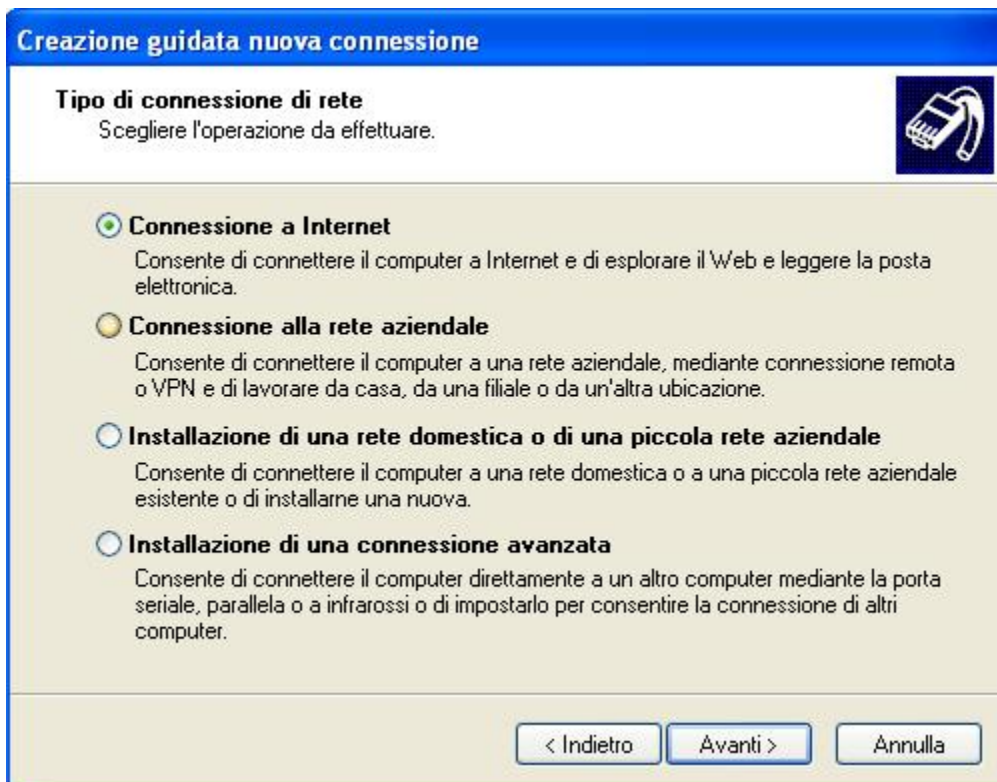 Creazione guidata nuova connessione
Tipo di connessione di rete
Scegliere l'operazione da effettuare.
Connessione a Internet
Consente di connettere il computer a Internet e di esplorare il Web e leggere la posta
elettronica.
Connessione alla rete aziendale
Consente di connettere il computer a una rete aziendale, mediante connessione remota
o VPN e di lavorare da casa, da una filiale o da un'altra ubicazione.
Installazione di una rete domestica o di una piccola rete aziendale
Consente di connettere il computer a una rete domestica o a una piccola rete aziendale
esistente o di installarne una nuova.
Installazione di una connessione avanzata
Consente di connettere il computer direttamente a un altro computer mediante la porta
seriale, parallela o a infrarossi o di impostarlo per consentire la connessione di altri
computer.
< Indietro Avanti > Annulla